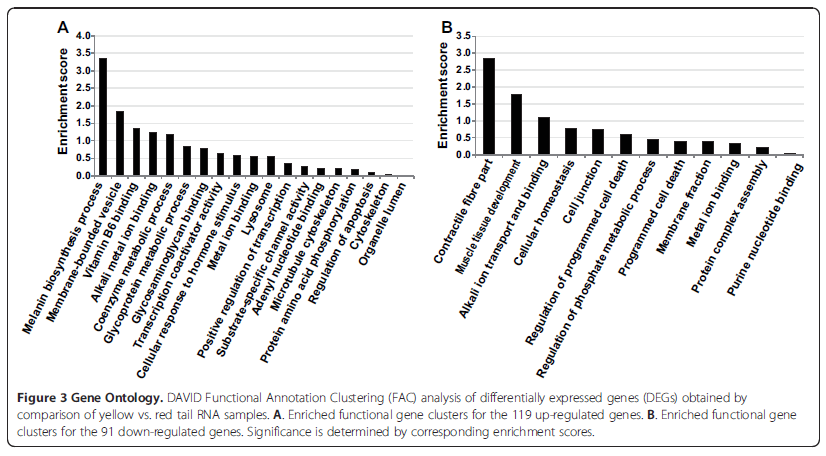 A
B
Enrichment score
4.0
3.5
3.0
2.5
2.0
1.5
1.0
0.5
0.0
Melanin biosynthesis process
Membrane-bounded vesicle
Vitamin B6 binding
Alkali metal ion binding
Coenzyme metabolic process
Glycoprotein metabolic process
Glycosaminoglycan binding
Transcription coactivator activity
Cellular response to hormone stimulus
Metal ion binding
Lysosome
Positive regulation of transcription
Substrate-specific channel activity
Adenyl nucleotide binding
Microtubule cytoskeleton
Protein amino acid phosphorylation
Regulation of apoptosis
Cytoskeleton
Organelle lumen
Enrichment score
3.5
3.0
2.5
2.0
1.5
1.0
0.5
0.0
Contractile fibre part
Muscle tissue development
Alkali ion transport and binding
Cellular homeostasis
Cell junction
Regulation of programmed cell death
Regulation of phosphate metabolic process
Programmed cell death
Membrane fraction
Metal ion binding
Protein complex assembly
Purine nucleotide binding
Figure 3 Gene Ontology. DAVID Functional Annotation Clustering (FAC) analysis of differentially expressed genes (DEGs) obtained by
comparison of yellow vs. red tail RNA samples. A. Enriched functional gene clusters for the 119 up-regulated genes. B. Enriched functional gene
clusters for the 91 down-regulated genes. Significance is determined by corresponding enrichment scores.